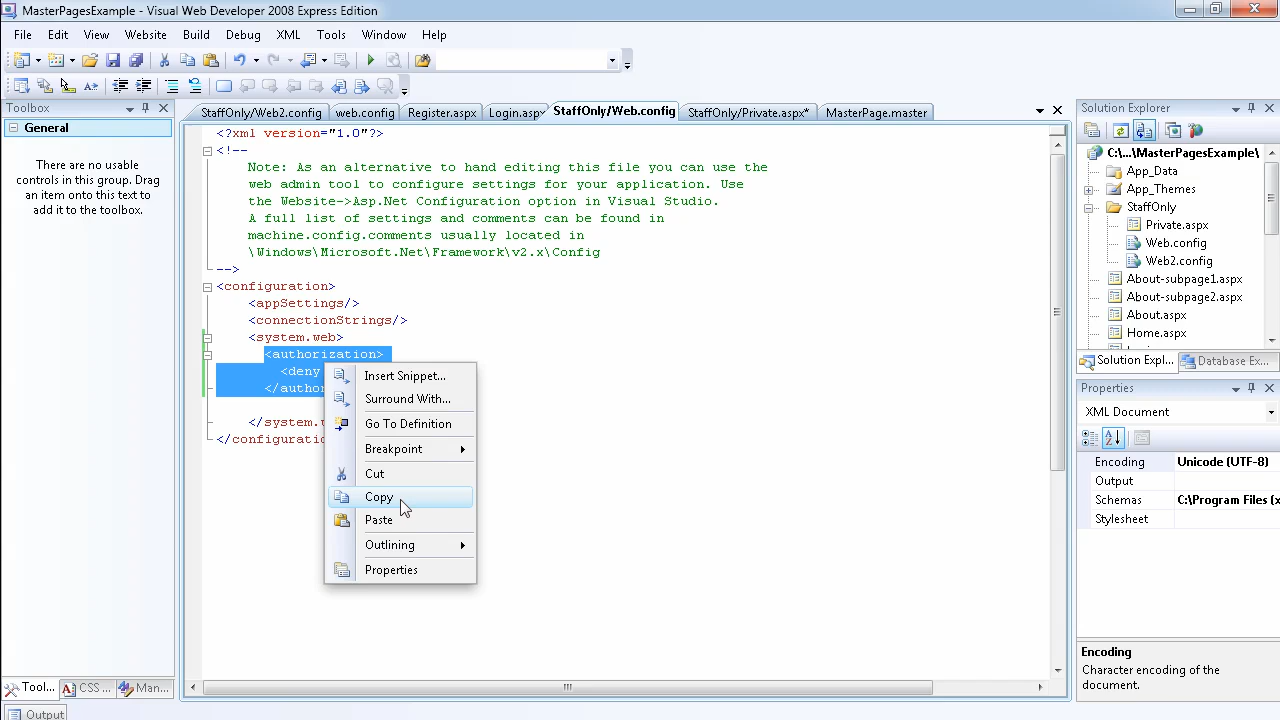 MasterPagesExample - Visual Web Developer 2008 Express Edition
File Edit View Website Build Debug XML Tools Window Help
Toolbox
General
There are no usable
controls in this group. Drag
an item onto this text to
add it to the toolbox.
Tool... CSS ... Man...
Output
StaffOnly/Web2.config web.config Register.aspx Login.asp StaffOnly/Web.config StaffOnly/Private.aspx* MasterPage.master
<?xml version="1.0"?>
<!--
Note: As an alternative to hand editing this file you can use the
web admin tool to configure settings for your application. Use
the Website->Asp.Net Configuration option in Visual Studio.
A full list of settings and comments can be found in
machine.config.comments usually located in
\Windows\Microsoft.Net\Framework\v2.x\Config
-->
<configuration>
<appSettings/>
<connectionStrings/>
<system.web>
<authorization>
<deny
</author
</system.w
</configuratio
Insert Snippet...
Surround With...
Go To Definition
Breakpoint
Cut
Copy
Paste
Outlining
Properties
Solution Explorer
C:\...\MasterPagesExample\
App_Data
App_Themes
StaffOnly
Private.aspx
Web.config
Web2.config
About-subpage1.aspx
About-subpage2.aspx
About.aspx
Home.aspx
Solution Expl... Database Ex...
Properties
XML Document
Encoding Unicode (UTF-8)
Output
Schemas C:\Program Files (x
Stylesheet
Encoding
Character encoding of the
document.